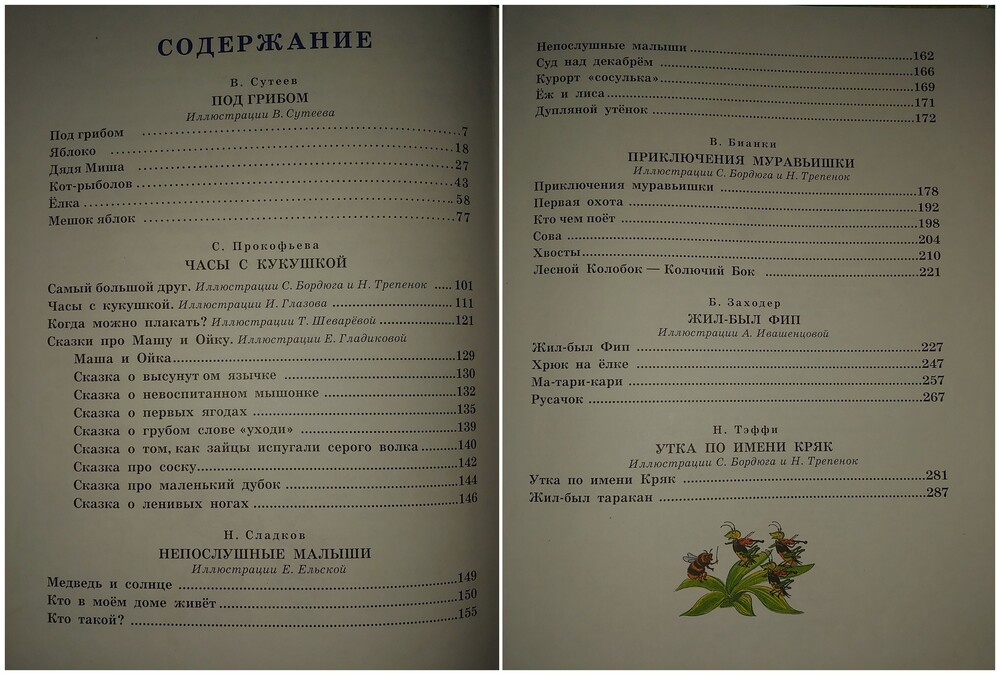 СОДЕРЖАНИЕ
В. Сутеев
ПОД ГРИБОМ
Иллюстрации В. Сутеева
Под грибом ..... 7
Яблоко ..... 18
Дядя Миша ..... 27
Кот-рыболов ..... 43
Ёлка ..... 58
Мешок яблок ..... 77
С. Прокофьева
ЧАСЫ С КУКУШКОЙ
Самый большой друг. Иллюстрации С. Бордюга и Н. Трепенок ..... 101
Часы с кукушкой. Иллюстрации И. Глазова ..... 111
Когда можно плакать? Иллюстрации Т. Шеварёвой ..... 121
Сказки про Машу и Ойку. Иллюстрации Е. Гладиковой
Маша и Ойка ..... 129
Сказка о высунут ом язычке ..... 130
Сказка о невоспитанном мышонке ..... 132
Сказка о первых ягодах ..... 135
Сказка о грубом слове «уходи» ..... 139
Сказка о том, как зайцы испугали серого волка ..... 140
Сказка про соску ..... 142
Сказка про маленький дубок ..... 144
Сказка о ленивых ногах ..... 146
Н. Сладков
НЕПОСЛУШНЫЕ МАЛЫШИ
Иллюстрации Е. Ельской
Медведь и солнце ..... 149
Кто в моём доме живёт ..... 150
Кто такой? ..... 155
Непослушные малыши ..... 162
Суд над декабрём ..... 166
Курорт «сосулька» ..... 169
Ёж и лиса ..... 171
Дупляной утёнок ..... 172
В. Бианки
ПРИКЛЮЧЕНИЯ МУРАВЬИШКИ
Иллюстрации С. Бордюга и Н. Трепенок
Приключения муравьишки ..... 178
Первая охота ..... 192
Кто чем поёт ..... 198
Сова ..... 204
Хвосты ..... 210
Лесной Колобок — Колючий Бок ..... 221
Б. Заходер
ЖИЛ-БЫЛ ФИП
Иллюстрации А. Ивашенцовой
Жил-был Фип ..... 227
Хрюк на ёлке ..... 247
Ма-тари-кари ..... 257
Русачок ..... 267
Н. Тэффи
УТКА ПО ИМЕНИ КРЯК
Иллюстрации С. Бордюга и Н. Трепенок
Утка по имени Кряк ..... 281
Жил-был таракан ..... 287